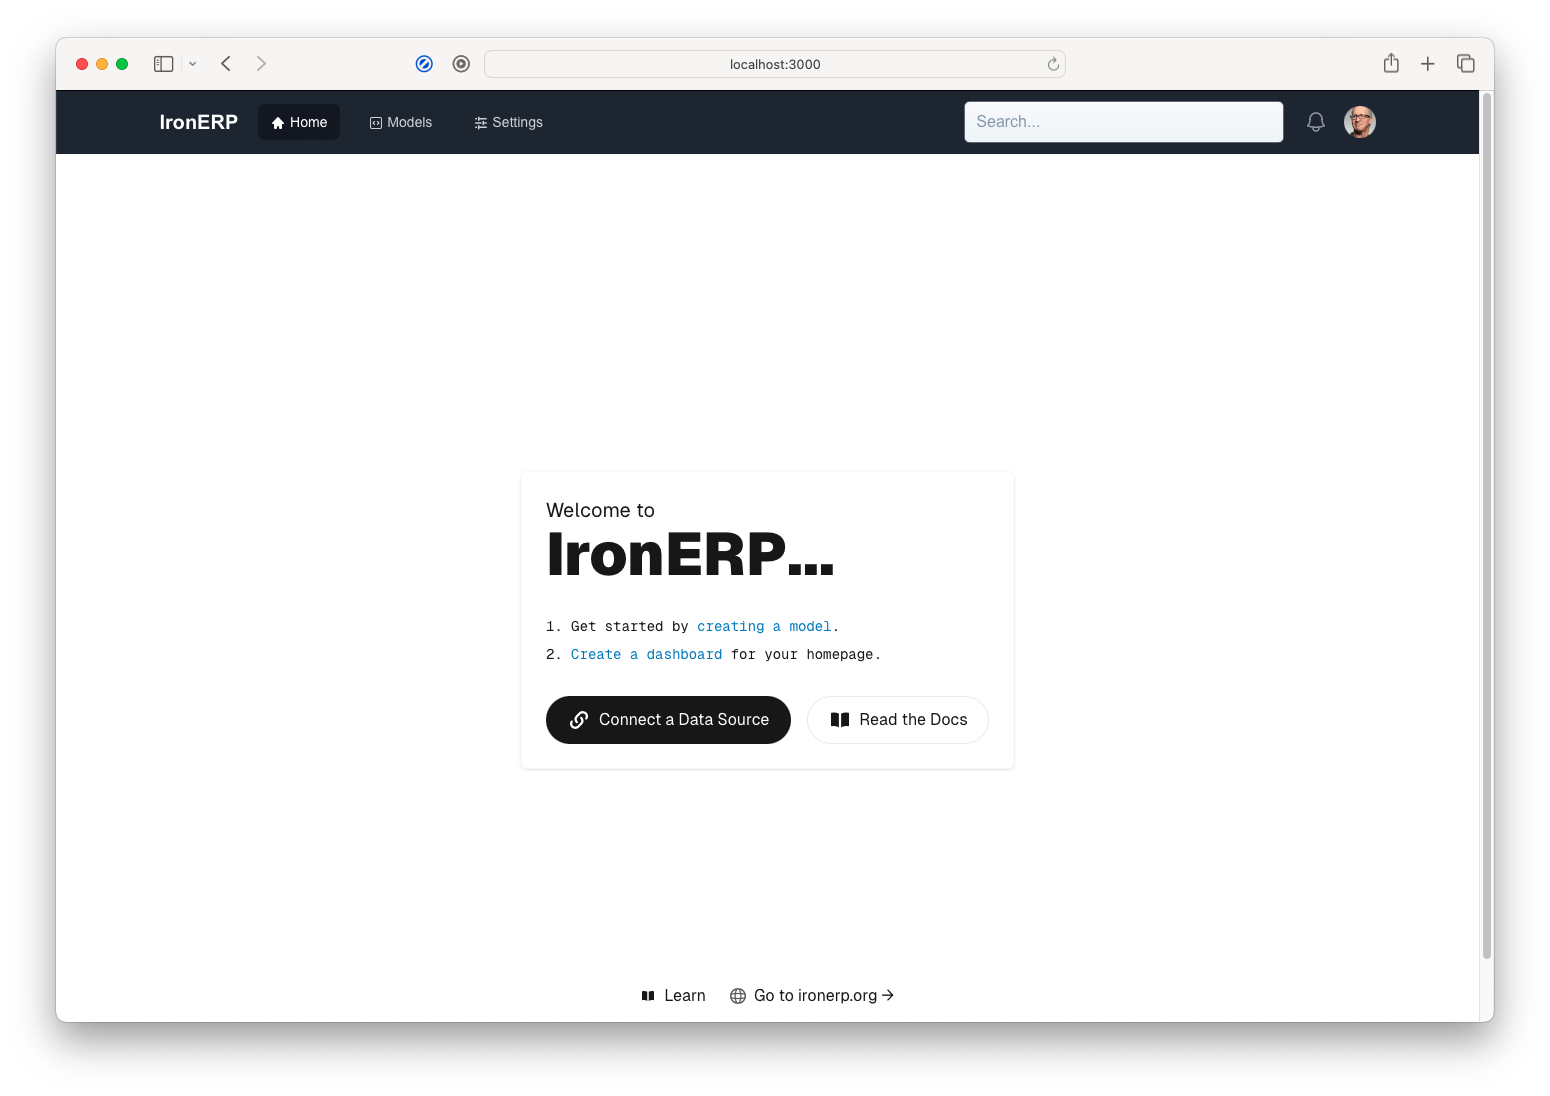 localhost:3000
IronERP Home Models Settings Search...
Welcome to
IronERP...
1. Get started by creating a model.
2. Create a dashboard for your homepage.
Connect a Data Source Read the Docs
Learn Go to ironerp.org →